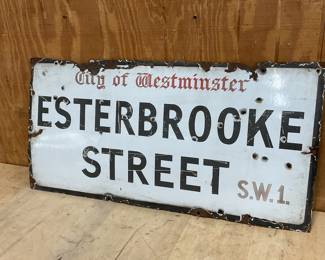 City of Westminster
ESTERBROOKE
STREET
S.W.1.